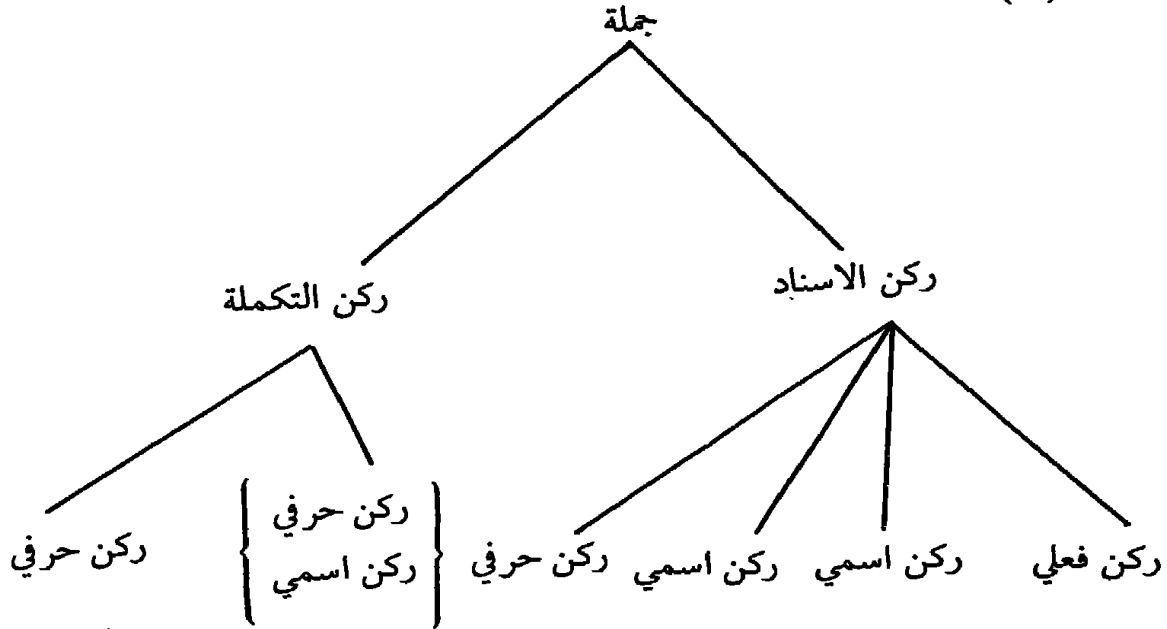 جملة
ركن الاسناد
ركن التكملة
ركن فعلي
ركن اسمي
ركن اسمي
ركن حرفي
ركن حرفي
ركن اسمي
ركن حرفي